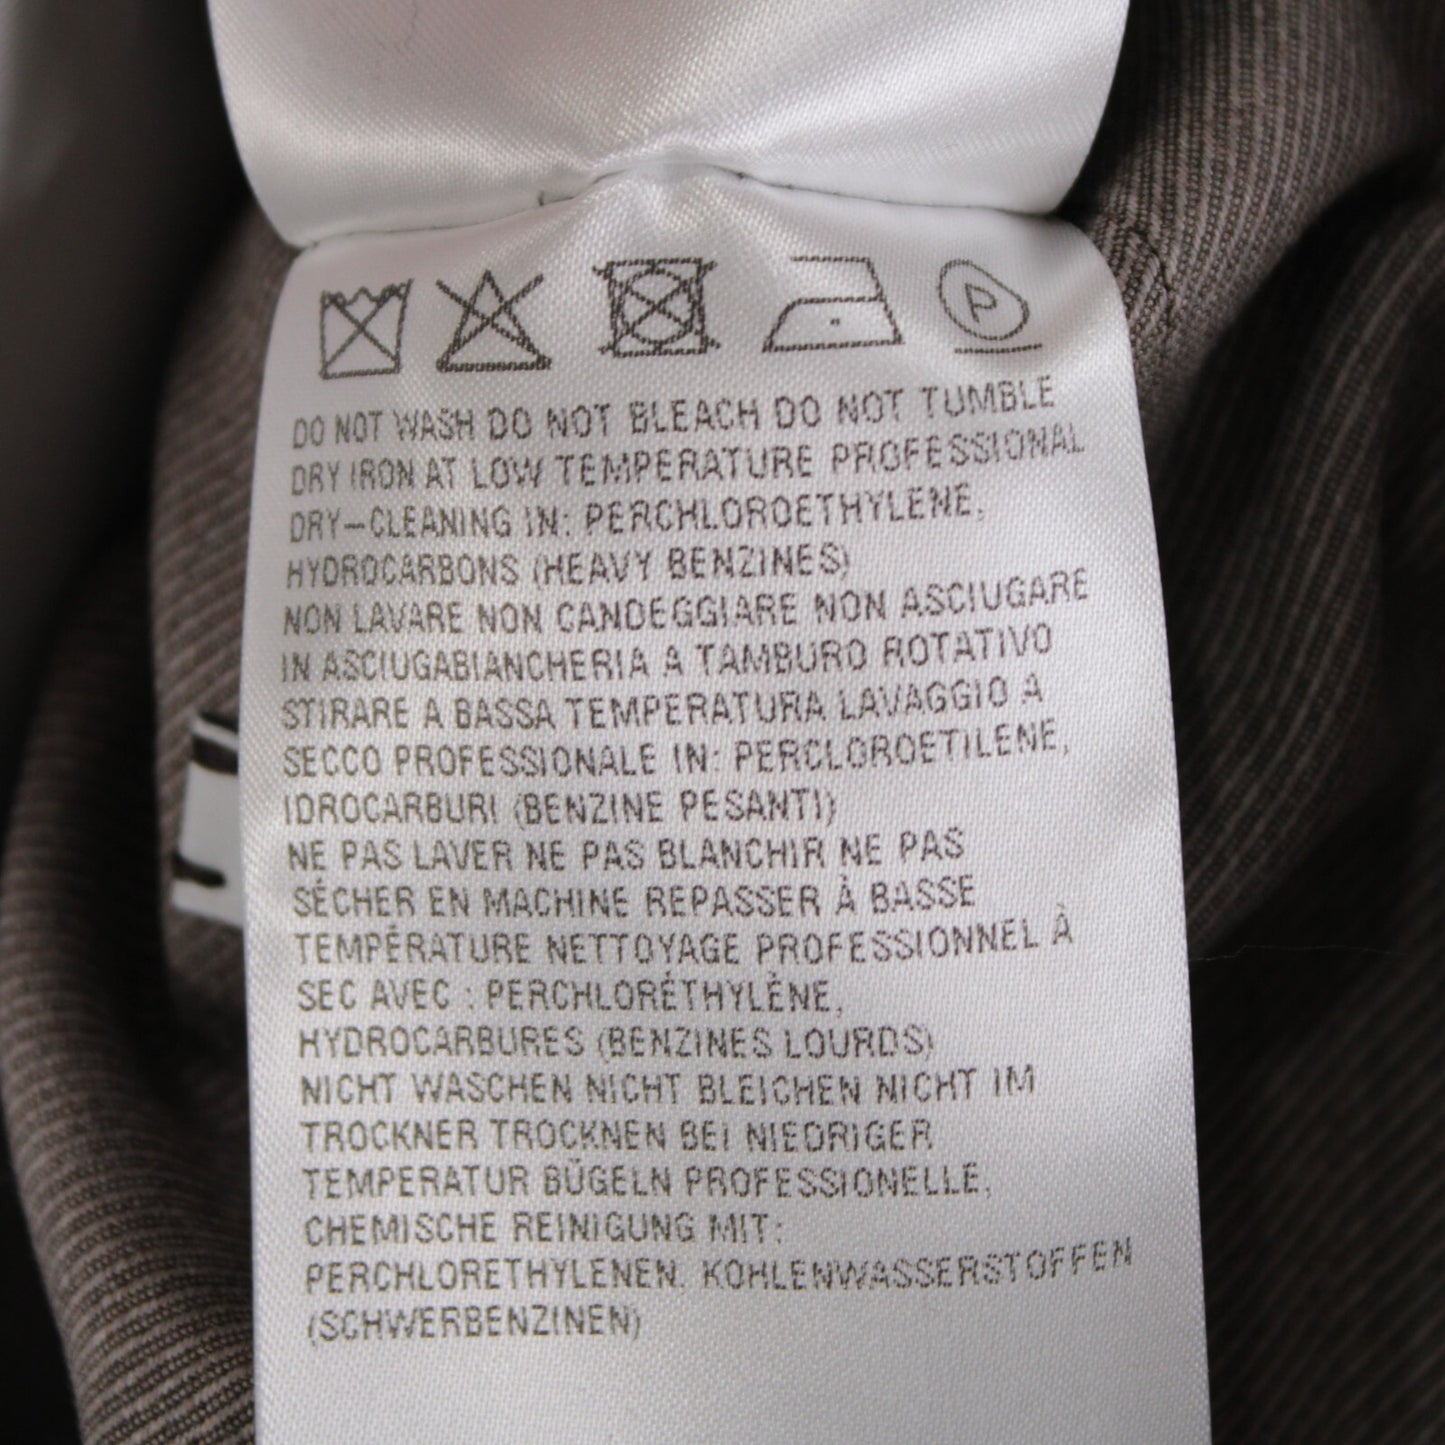 P
DO NOT WASH DO NOT BLEACH DO NOT TUMBLE
DRY IRON AT LOW TEMPERATURE PROFESSIONAL
DRY-CLEANING IN: PERCHLOROETHYLENE,
HYDROCARBONS (HEAVY BENZINES)
NON LAVARE NON CANDEGGIARE NON ASCIUGARE
IN ASCIUGABIANCHERIA A TAMBURO ROTATIVO
STIRARE A BASSA TEMPERATURA LAVAGGIO A
SECCO PROFESSIONALE IN: PERCLOROETILENE,
IDROCARBURI (BENZINE PESANTI)
NE PAS LAVER NE PAS BLANCHIR NE PAS
SÉCHER EN MACHINE REPASSER À BASSE
TEMPÉRATURE NETTOYAGE PROFESSIONNEL À
SEC AVEC : PERCHLORÉTHYLÈNE,
HYDROCARBURES (BENZINES LOURDS)
NICHT WASCHEN NICHT BLEICHEN NICHT IM
TROCKNER TROCKNEN BEI NIEDRIGER
TEMPERATUR BÜGELN PROFESSIONELLE,
CHEMISCHE REINIGUNG MIT:
PERCHLORETHYLENEN, KOHLENWASSERSTOFFEN
(SCHWERBENZINEN)